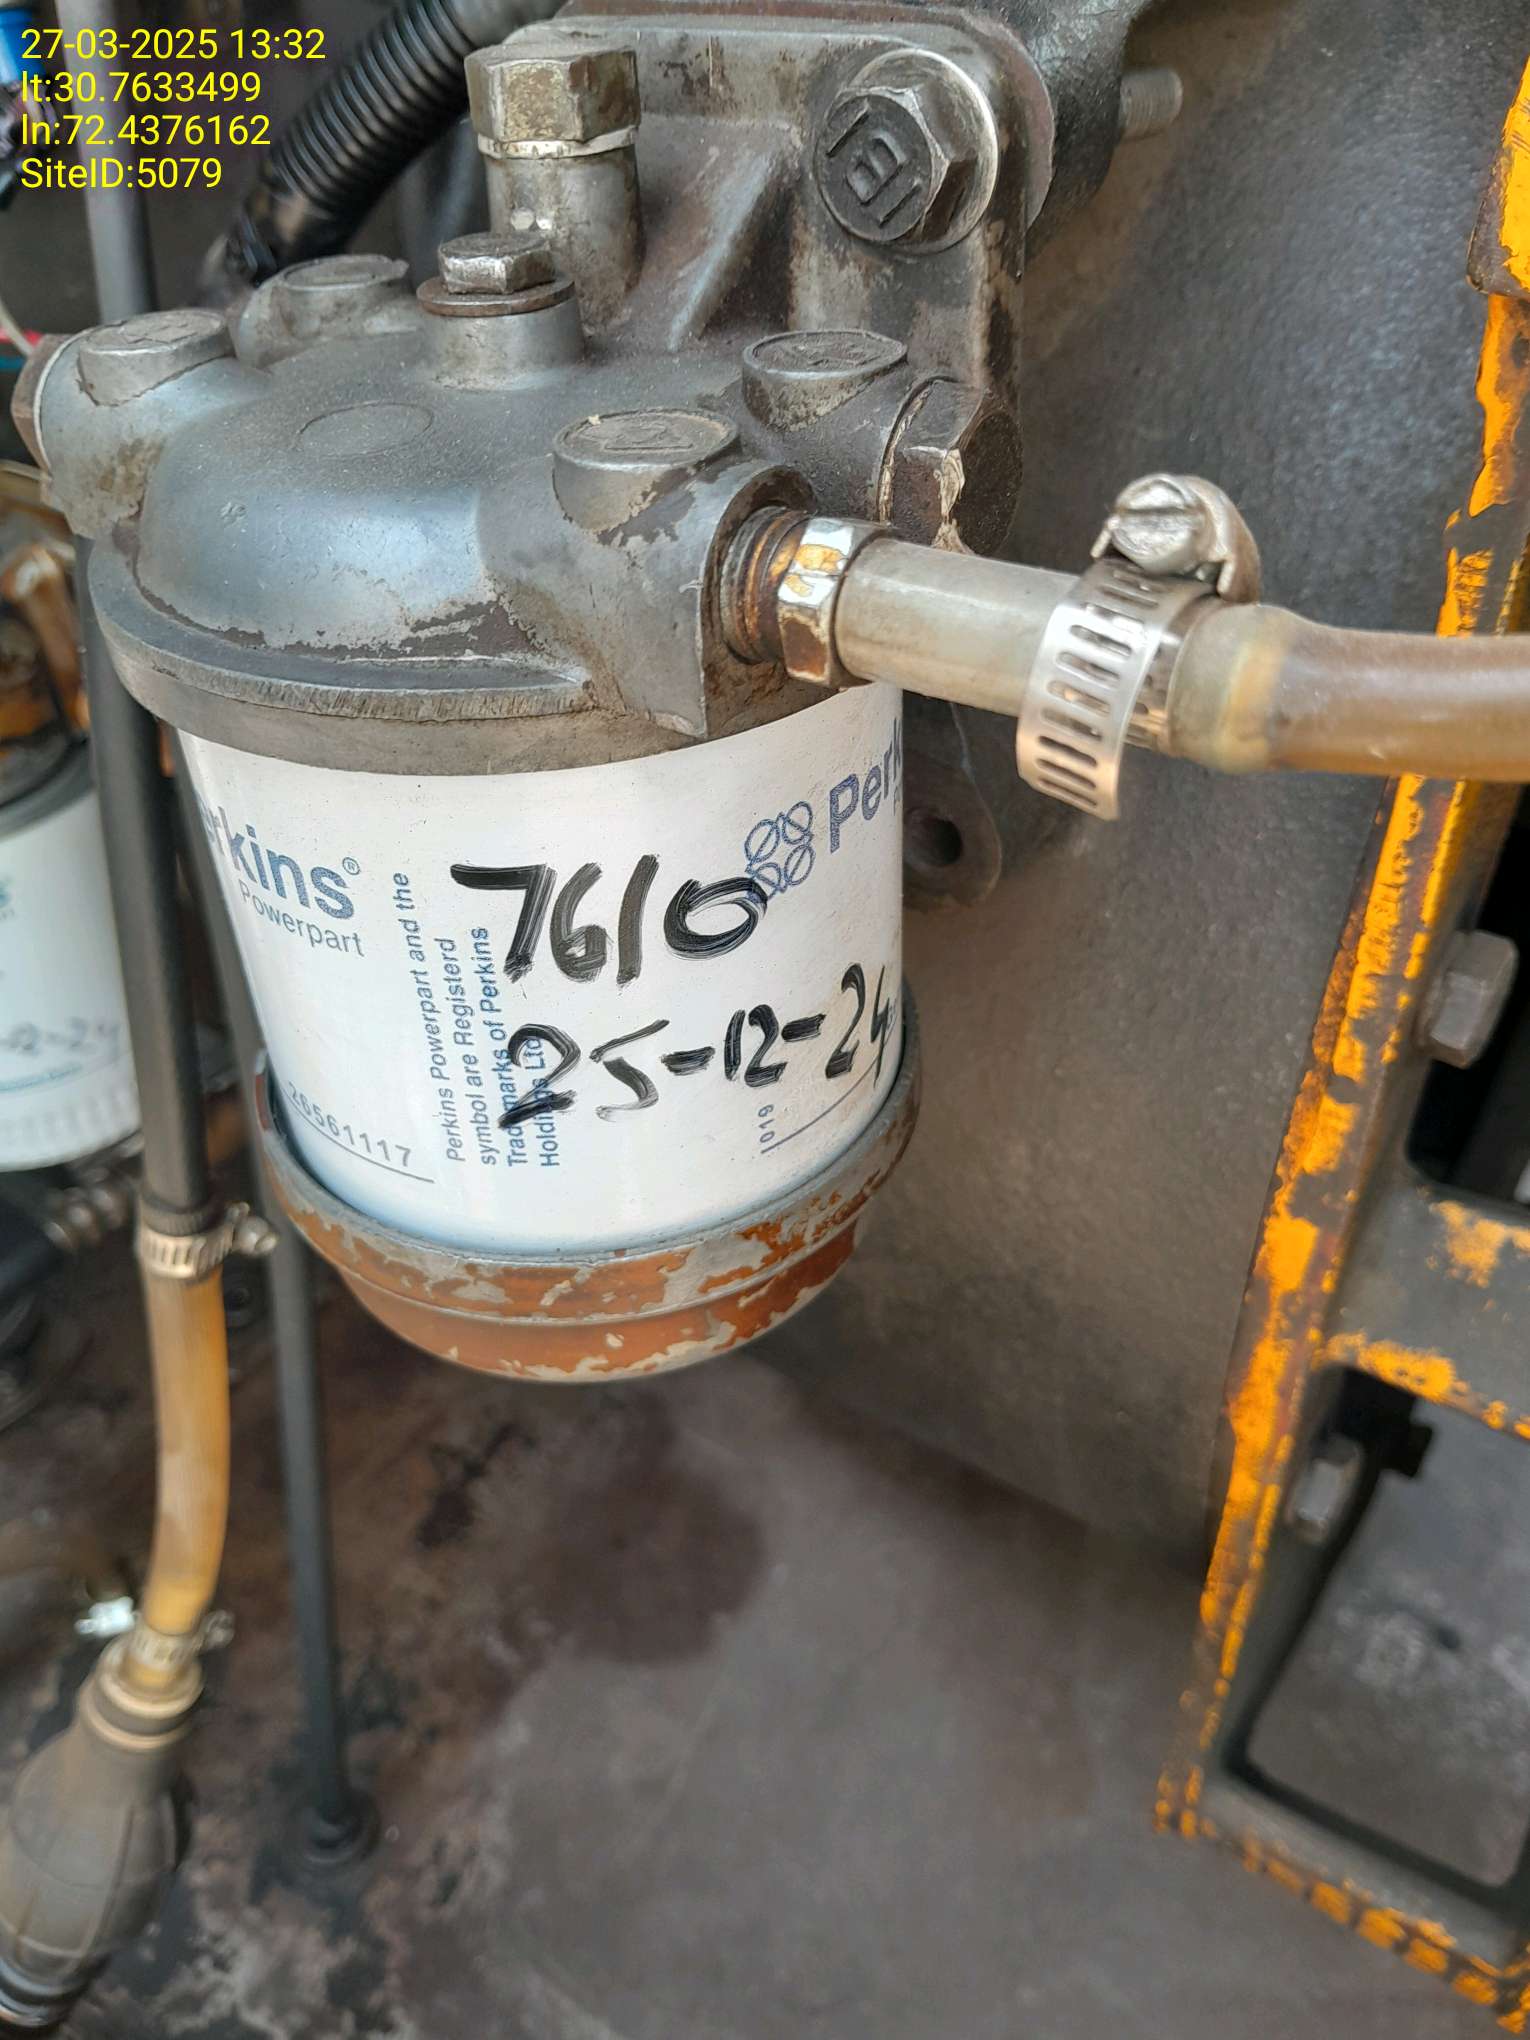 27-03-2025 13:32
lt:30.7633499
ln:72.4376162
SiteID:5079
Perkins®
Powerpart
Perkins Powerpart and the
symbol are Registerd
Trademarks of Perkins
Holdings Ltd
26561117
7610
25-12-24
1019